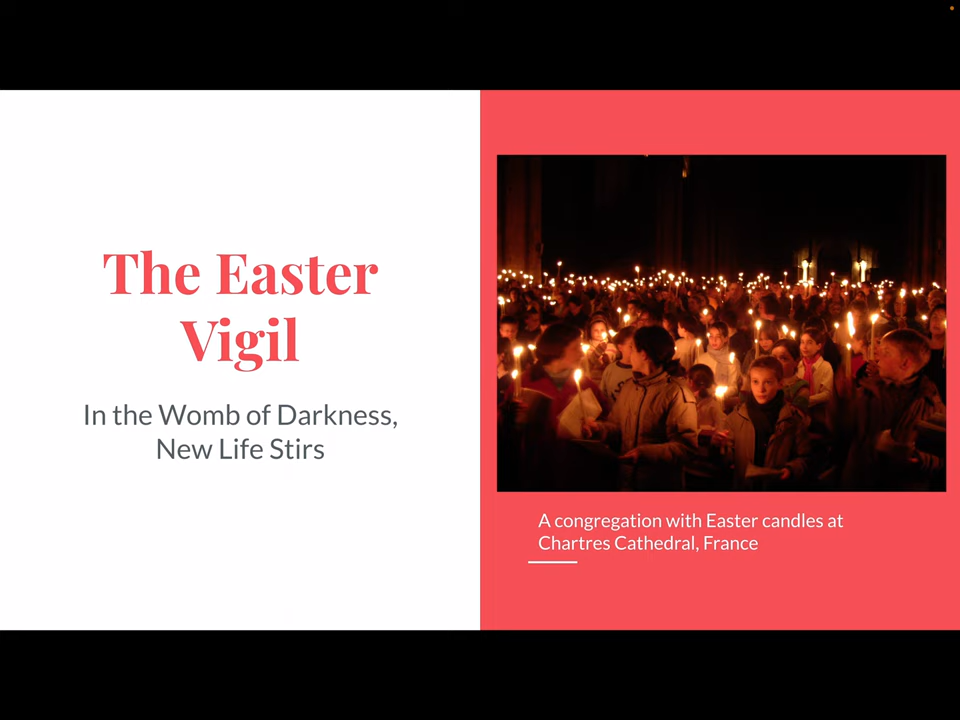 The Easter
Vigil
In the Womb of Darkness,
New Life Stirs
A congregation with Easter candles at
Chartres Cathedral, France